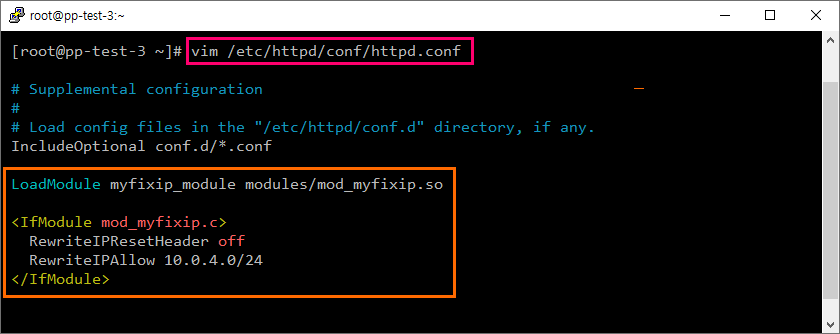 root@pp-test-3:~
[root@pp-test-3 ~]# vim /etc/httpd/conf/httpd.conf
# Supplemental configuration
#
# Load config files in the "/etc/httpd/conf.d" directory, if any.
IncludeOptional conf.d/*.conf
LoadModule myfixip_module modules/mod_myfixip.so
<IfModule mod_myfixip.c>
  RewriteIPResetHeader off
  RewriteIPAllow 10.0.4.0/24
</IfModule>